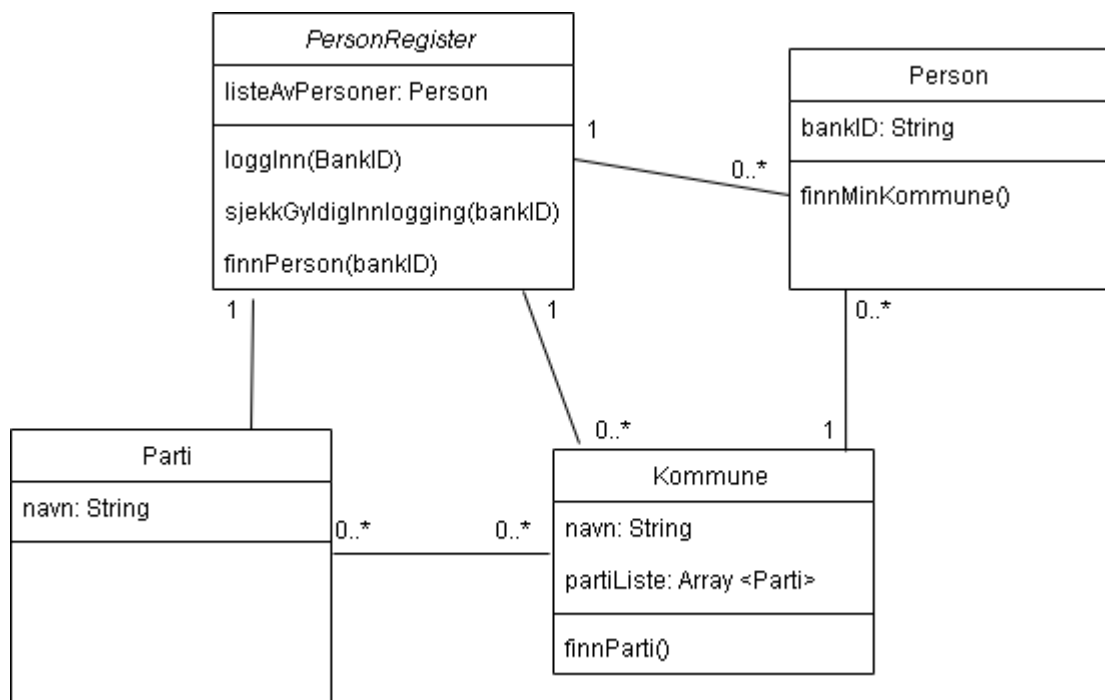 PersonRegister
listeAvPersoner: Person
loggInn(BankID)
sjekkGyldigInnlogging(bankID)
finnPerson(bankID)
Person
bankID: String
finnMinKommune()
1
0..*
1
1
0..*
0..*
1
Parti
navn: String
0..*
0..*
Kommune
navn: String
partiListe: Array <Parti>
finnParti()